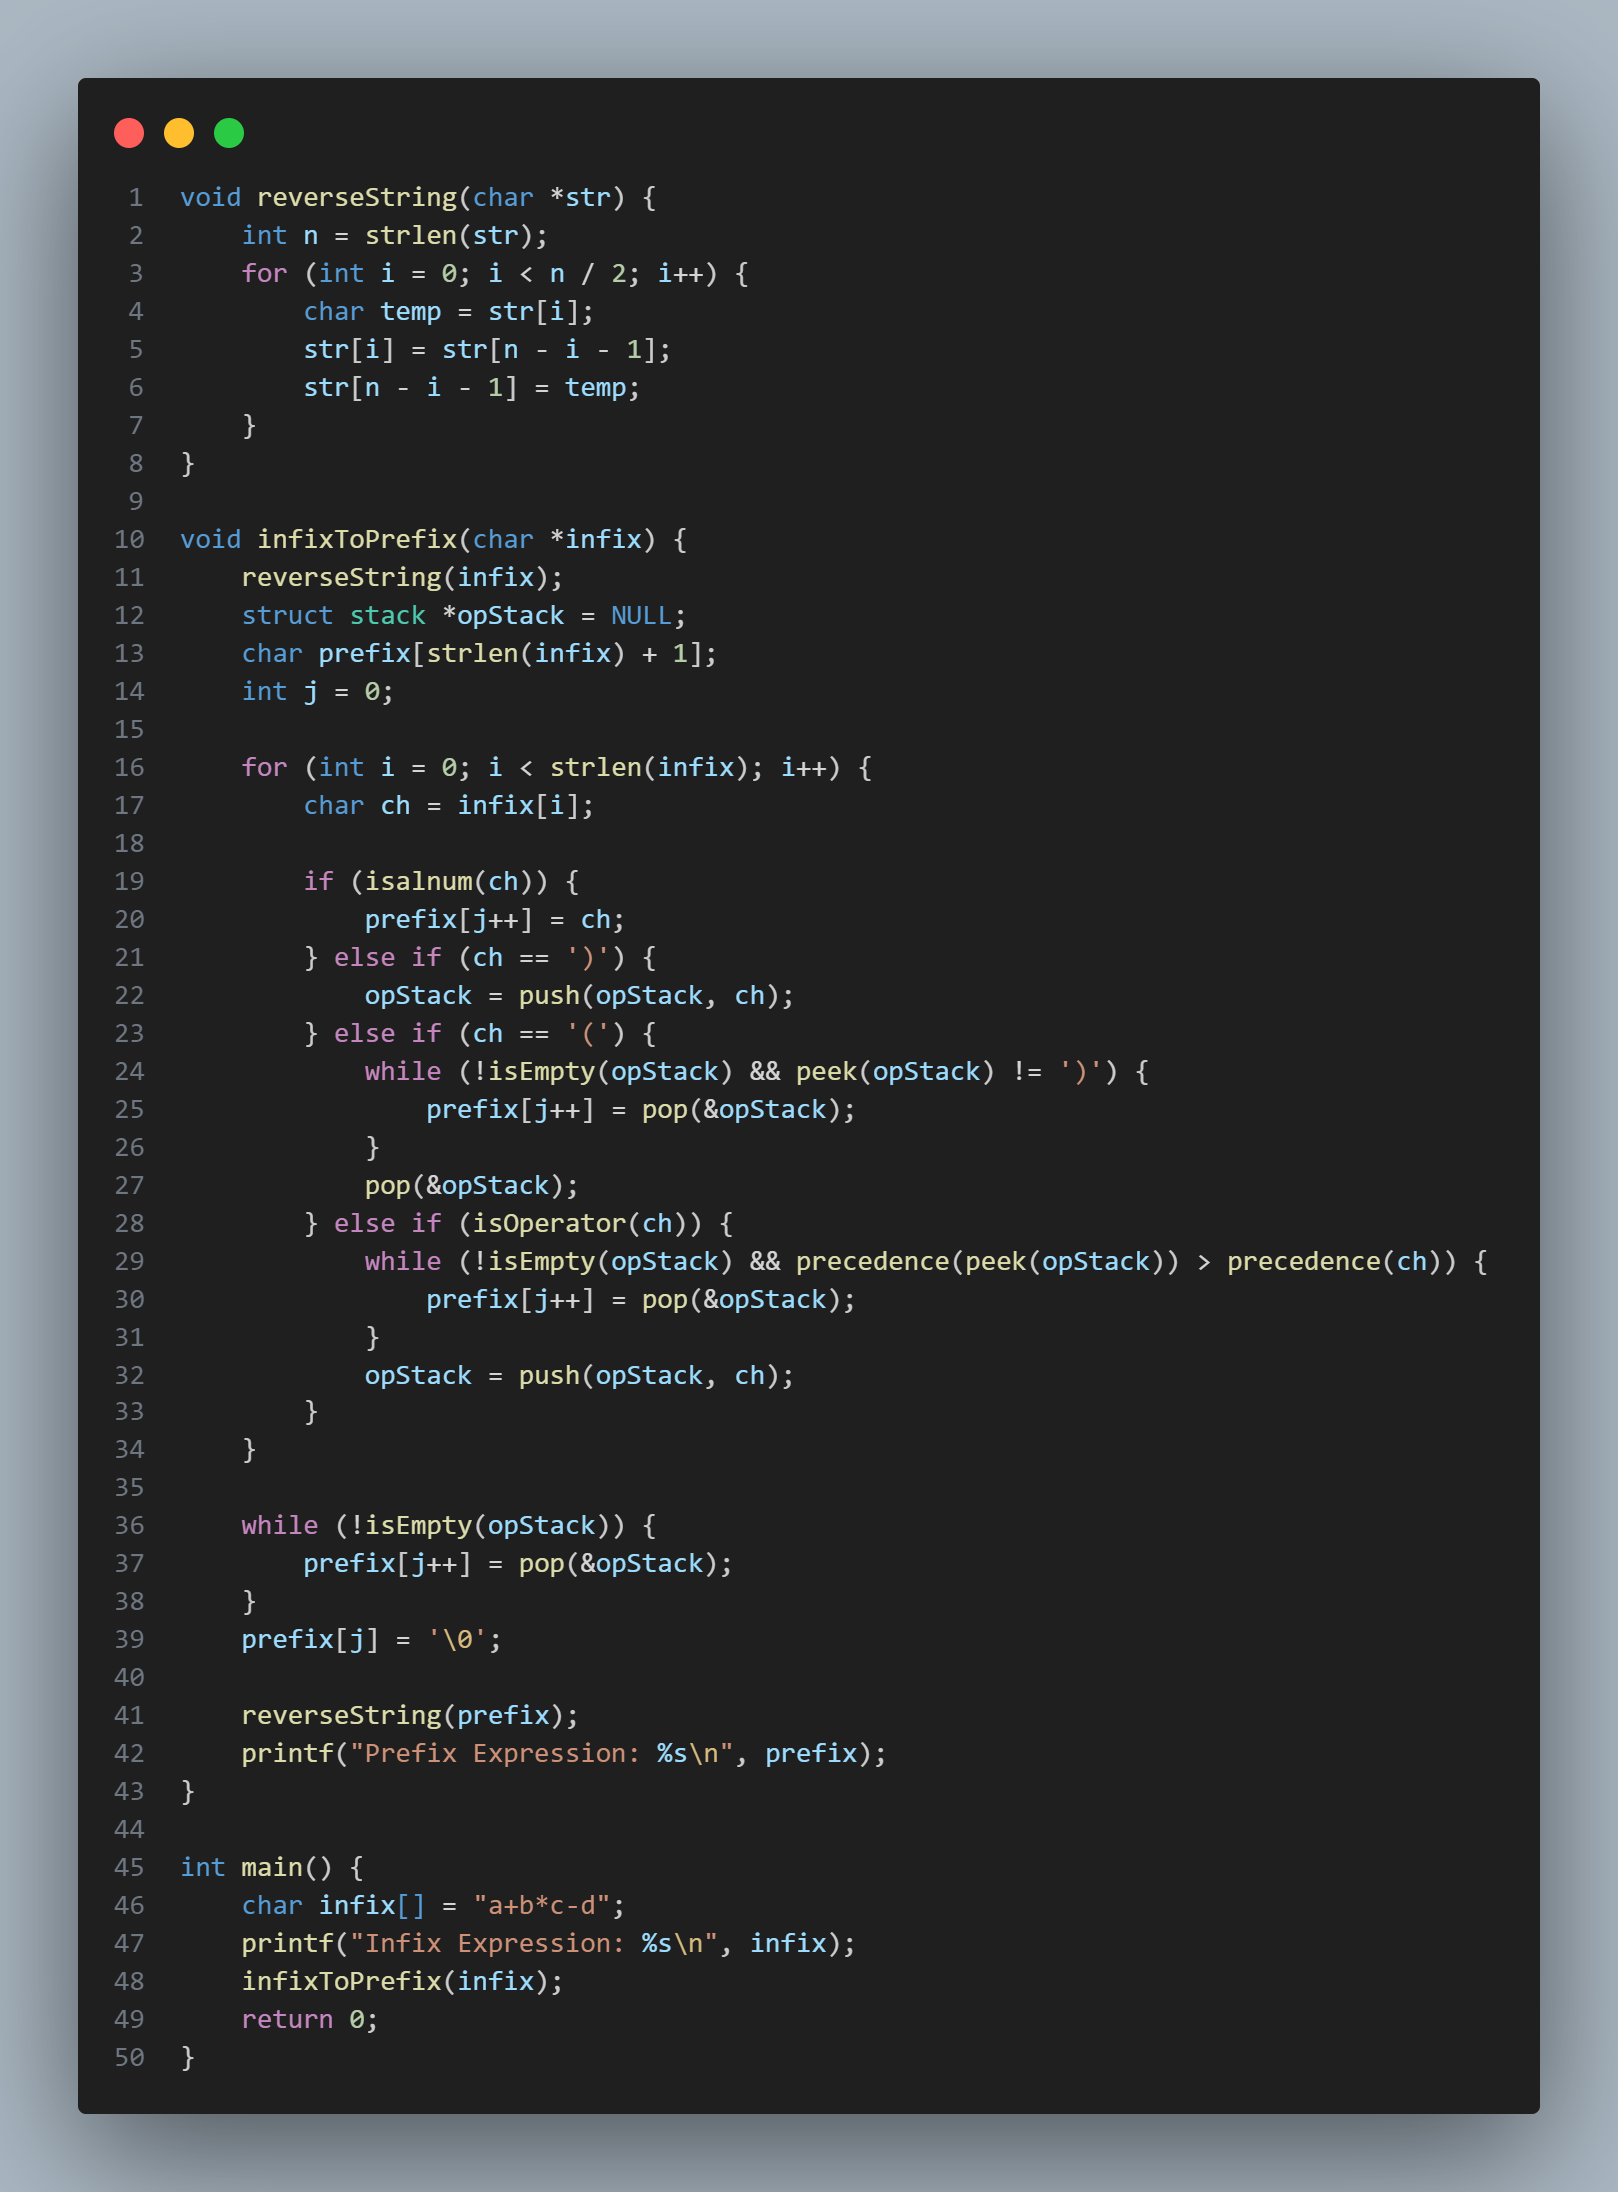 1 void reverseString(char *str) {
2     int n = strlen(str);
3     for (int i = 0; i < n / 2; i++) {
4         char temp = str[i];
5         str[i] = str[n - i - 1];
6         str[n - i - 1] = temp;
7     }
8 }
9
10 void infixToPrefix(char *infix) {
11     reverseString(infix);
12     struct stack *opStack = NULL;
13     char prefix[strlen(infix) + 1];
14     int j = 0;
15
16     for (int i = 0; i < strlen(infix); i++) {
17         char ch = infix[i];
18
19         if (isalnum(ch)) {
20             prefix[j++] = ch;
21         } else if (ch == ')') {
22             opStack = push(opStack, ch);
23         } else if (ch == '(') {
24             while (!isEmpty(opStack) && peek(opStack) != ')') {
25                 prefix[j++] = pop(&opStack);
26             }
27             pop(&opStack);
28         } else if (isOperator(ch)) {
29             while (!isEmpty(opStack) && precedence(peek(opStack)) > precedence(ch)) {
30                 prefix[j++] = pop(&opStack);
31             }
32             opStack = push(opStack, ch);
33         }
34     }
35
36     while (!isEmpty(opStack)) {
37         prefix[j++] = pop(&opStack);
38     }
39     prefix[j] = '\0';
40
41     reverseString(prefix);
42     printf("Prefix Expression: %s\n", prefix);
43 }
44
45 int main() {
46     char infix[] = "a+b*c-d";
47     printf("Infix Expression: %s\n", infix);
48     infixToPrefix(infix);
49     return 0;
50 }